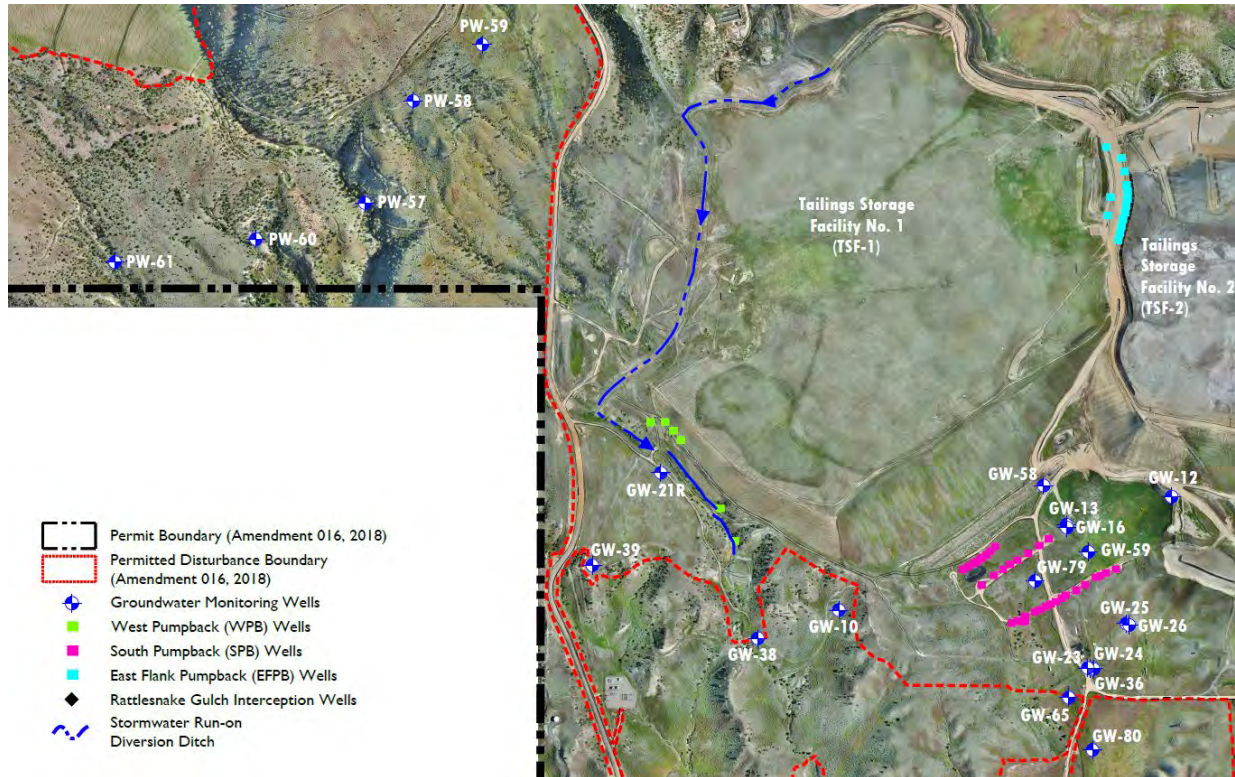 PW-59
PW-58
PW-57
PW-60
PW-61
Tailings Storage
Facility No. 1
(TSF-1)
Tailings
Storage
Facility No. 2
(TSF-2)
GW-58
GW-12
GW-13
GW-16
GW-21R
GW-59
GW-39
GW-79
GW-10
GW-25
GW-26
GW-38
GW-23
GW-24
GW-36
GW-65
GW-80
Permit Boundary (Amendment 016, 2018)
Permitted Disturbance Boundary
(Amendment 016, 2018)
Groundwater Monitoring Wells
West Pumpback (WPB) Wells
South Pumpback (SPB) Wells
East Flank Pumpback (EFPB) Wells
Rattlesnake Gulch Interception Wells
Stormwater Run-on
Diversion Ditch